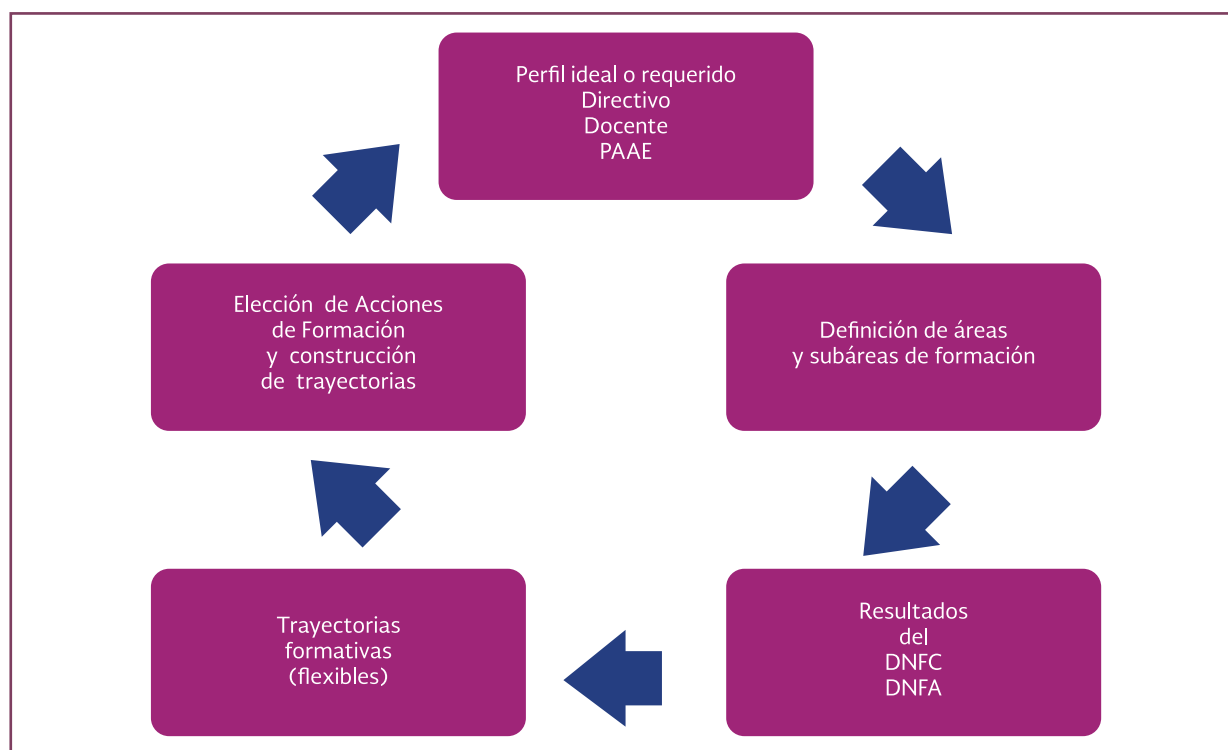 Perfil ideal o requerido
Directivo
Docente
PAAE
Definición de áreas
y subáreas de formación
Resultados
del
DNFC
DNFA
Trayectorias
formativas
(flexibles)
Elección de Acciones
de Formación
y construcción
de trayectorias